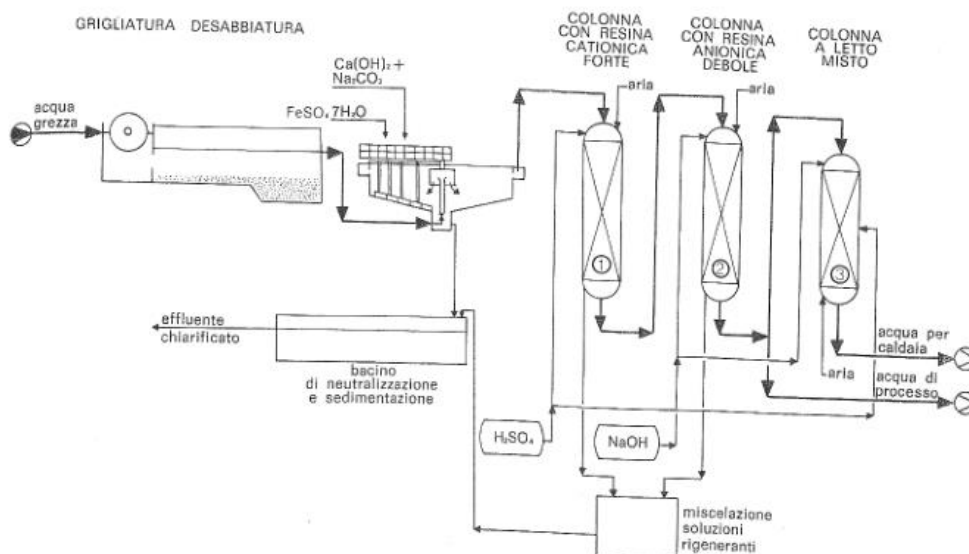 GRIGLIATURA DESABBIATURA
COLONNA
CON RESINA
CATIONICA
FORTE
COLONNA
CON RESINA
ANIONICA
DEBOLE
COLONNA
A LETTO
MISTO
Ca(OH)₂+
Na₂CO₃
FeSO₄7H₂O
acqua
grezza
aria
aria
1
2
3
effluente
chiarificato
bacino
di neutralizzazione
e sedimentazione
acqua per
caldaia
aria
acqua di
processo
H₂SO₄
NaOH
miscelazione
soluzioni
rigeneranti